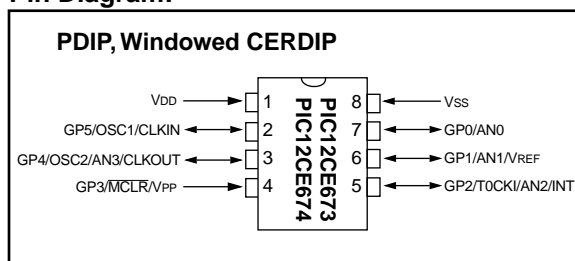 Pin Diagram:
PDIP, Windowed CERDIP
VDD 1 8 VSS
GP5/OSC1/CLKIN 2 7 GP0/AN0
GP4/OSC2/AN3/CLKOUT 3 6 GP1/AN1/VREF
GP3/MCLR/VPP 4 5 GP2/T0CKI/AN2/INT
PIC12CE673
PIC12CE674